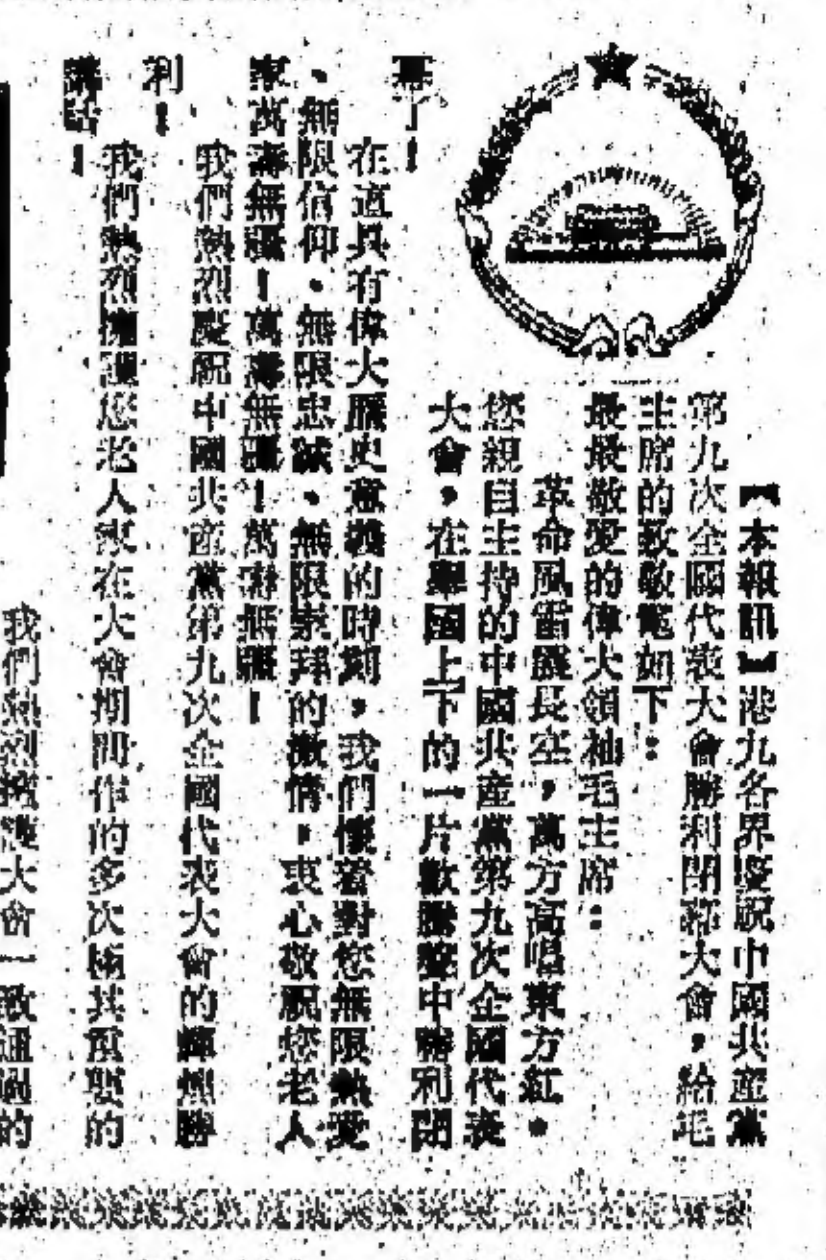 【本報訊】港九各界慶祝中國共產黨
第九次全國代表大會勝利閉幕大會，給毛
主席的致敬電如下：
最最敬愛的偉大領袖毛主席：
革命風雷震長空，萬方高唱東方紅。
您親自主持的中國共產黨第九次全國代表
大會，在舉國上下的一片歡騰聲中勝利閉
幕了！
在這具有偉大歷史意義的時刻，我們懷着對您無限熱愛
、無限信仰、無限忠誠、無限崇拜的激情，衷心敬祝您老人
家萬壽無疆！萬壽無疆！萬壽無疆！
我們熱烈慶祝中國共產黨第九次全國代表大會的輝煌勝
利！
我們熱烈擁護您老人家在大會期間作的多次極其重要的
講話！
我們熱烈擁護大會一致通過的